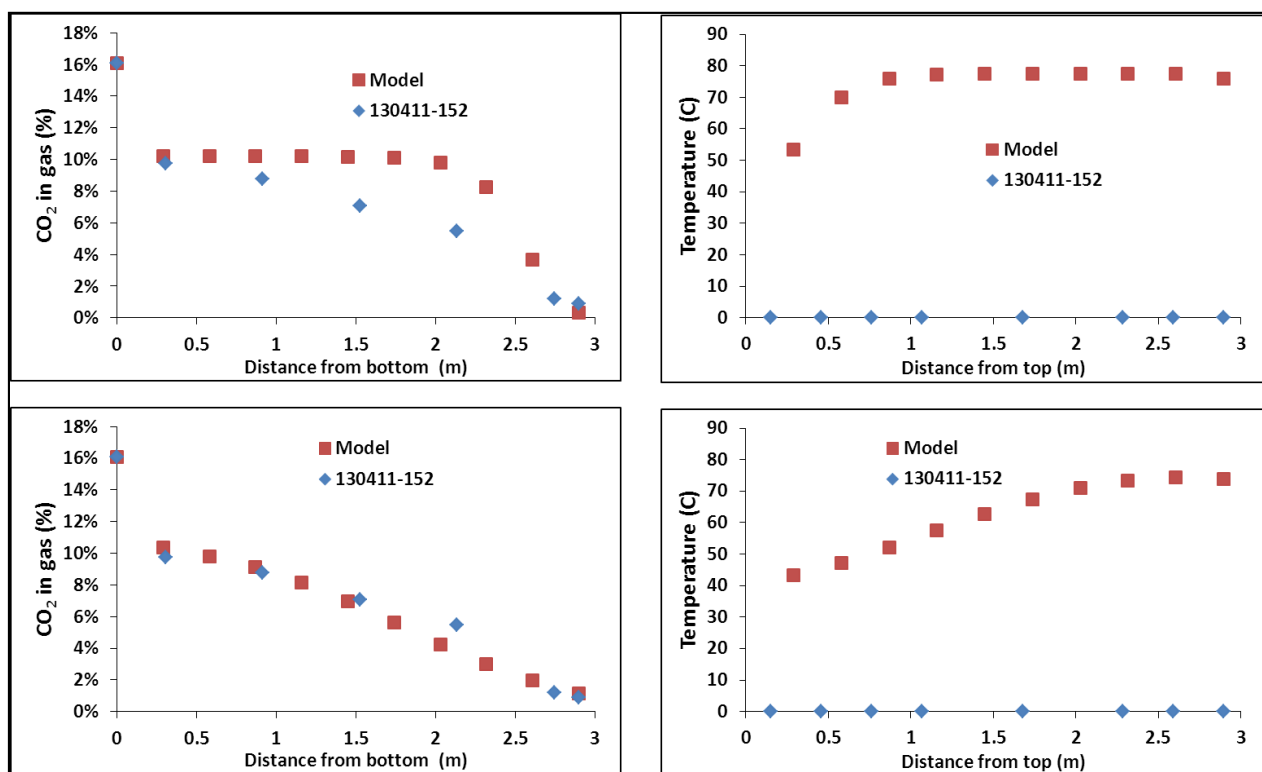 18%
16%
14%
12%
10%
8%
6%
4%
2%
0%
CO2 in gas (%)
Model
130411-152
0 0.5 1 1.5 2 2.5 3
Distance from bottom (m)
90
80
70
60
50
40
30
20
10
0
Temperature (C)
Model
130411-152
0 0.5 1 1.5 2 2.5 3
Distance from top (m)
18%
16%
14%
12%
10%
8%
6%
4%
2%
0%
CO2 in gas (%)
Model
130411-152
0 0.5 1 1.5 2 2.5 3
Distance from bottom (m)
90
80
70
60
50
40
30
20
10
0
Temperature (C)
Model
130411-152
0 0.5 1 1.5 2 2.5 3
Distance from top (m)